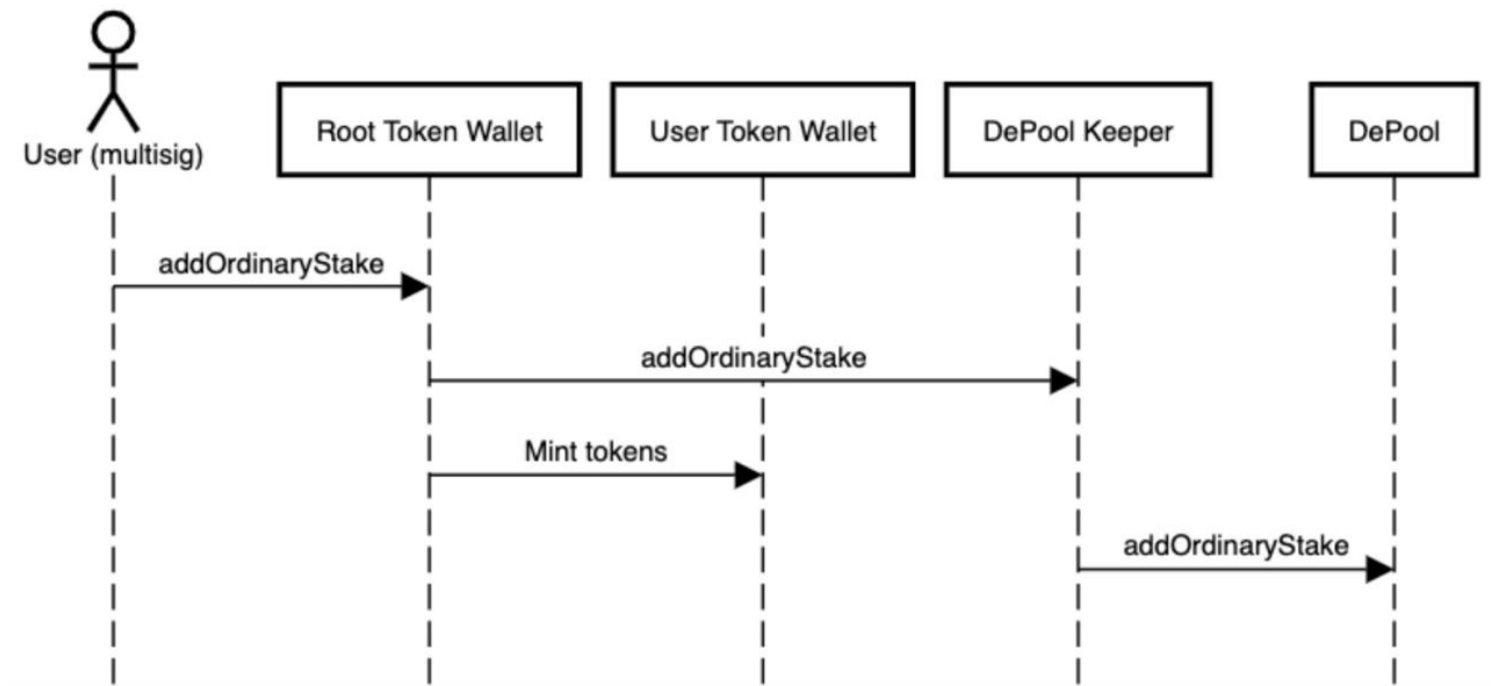 User (multisig)
Root Token Wallet
User Token Wallet
DePool Keeper
DePool
addOrdinaryStake
addOrdinaryStake
Mint tokens
addOrdinaryStake